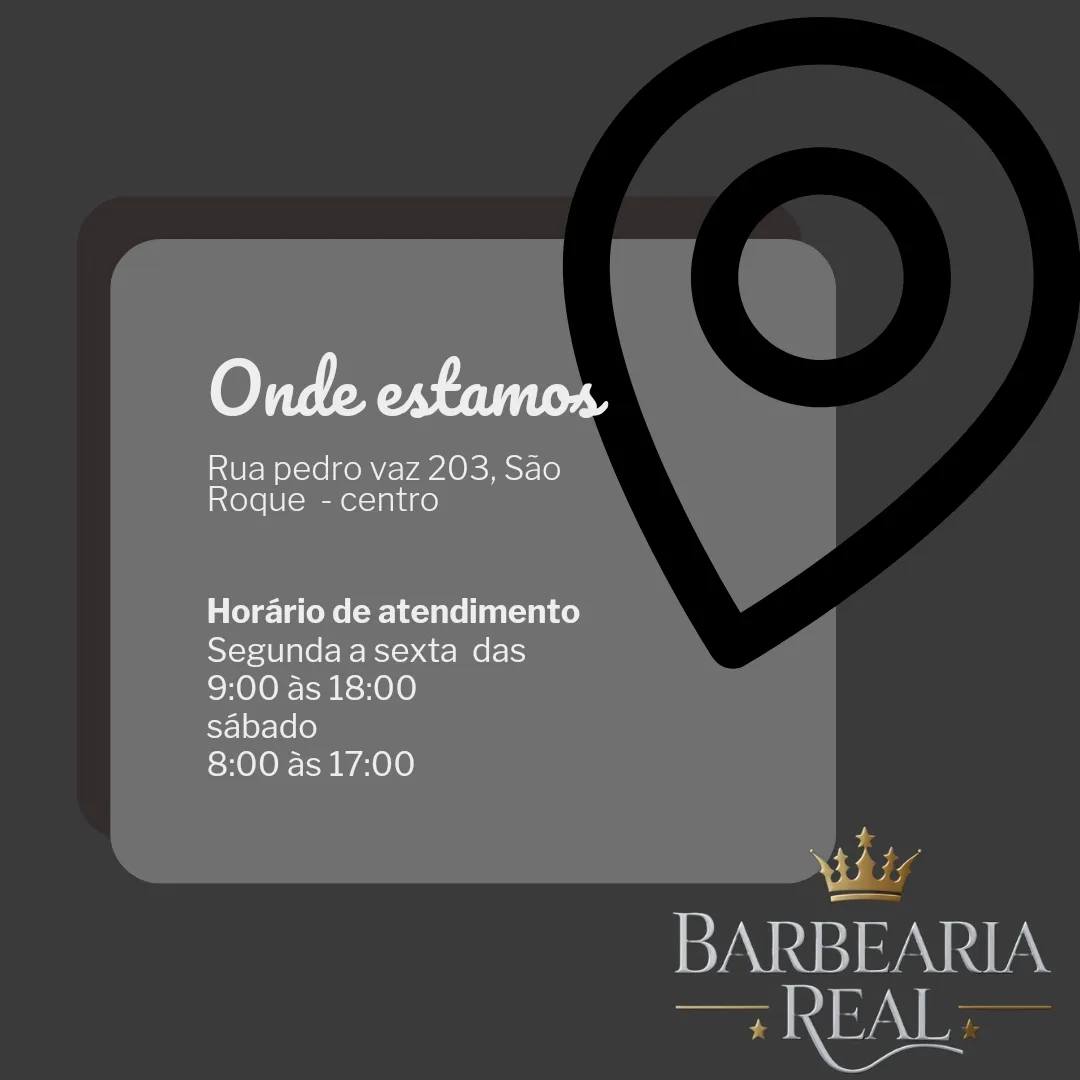 Onde estamos
Rua pedro vaz 203, São
Roque - centro
Horário de atendimento
Segunda a sexta das
9:00 às 18:00
sábado
8:00 às 17:00
BARBEARIA
REAL